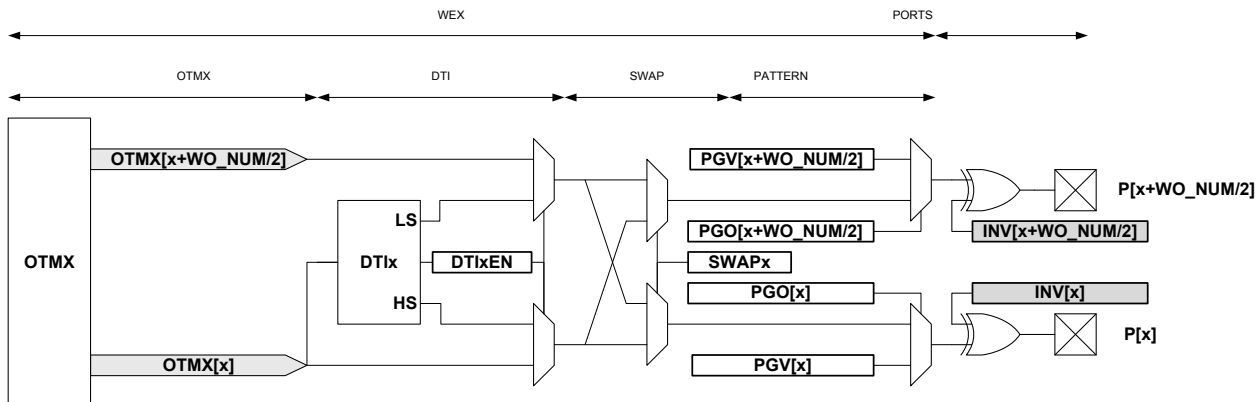 WEX
PORTS
OTMX
DTI
SWAP
PATTERN
OTMX[x+WO_NUM/2]
PGV[x+WO_NUM/2]
P[x+WO_NUM/2]
LS
PGO[x+WO_NUM/2]
INV[x+WO_NUM/2]
OTMX
DTIx
DTIxEN
SWAPx
HS
PGO[x]
INV[x]
P[x]
OTMX[x]
PGV[x]